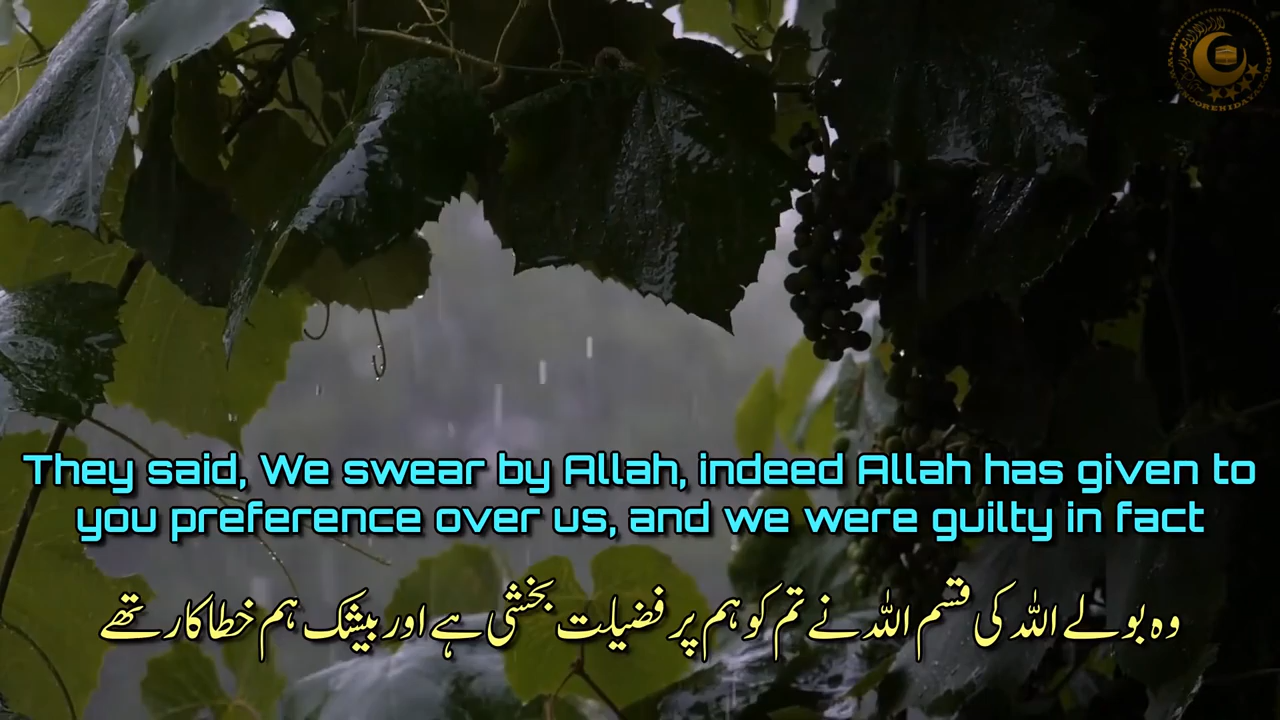 NOOREHIDAYAT.ORG
They said, We swear by Allah, indeed Allah has given to
you preference over us, and we were guilty in fact
وہ بولے اللہ کی قسم اللہ نے تم کو ہم پر فضیلت بخشی ہے اور بیشک ہم خطا کار تھے